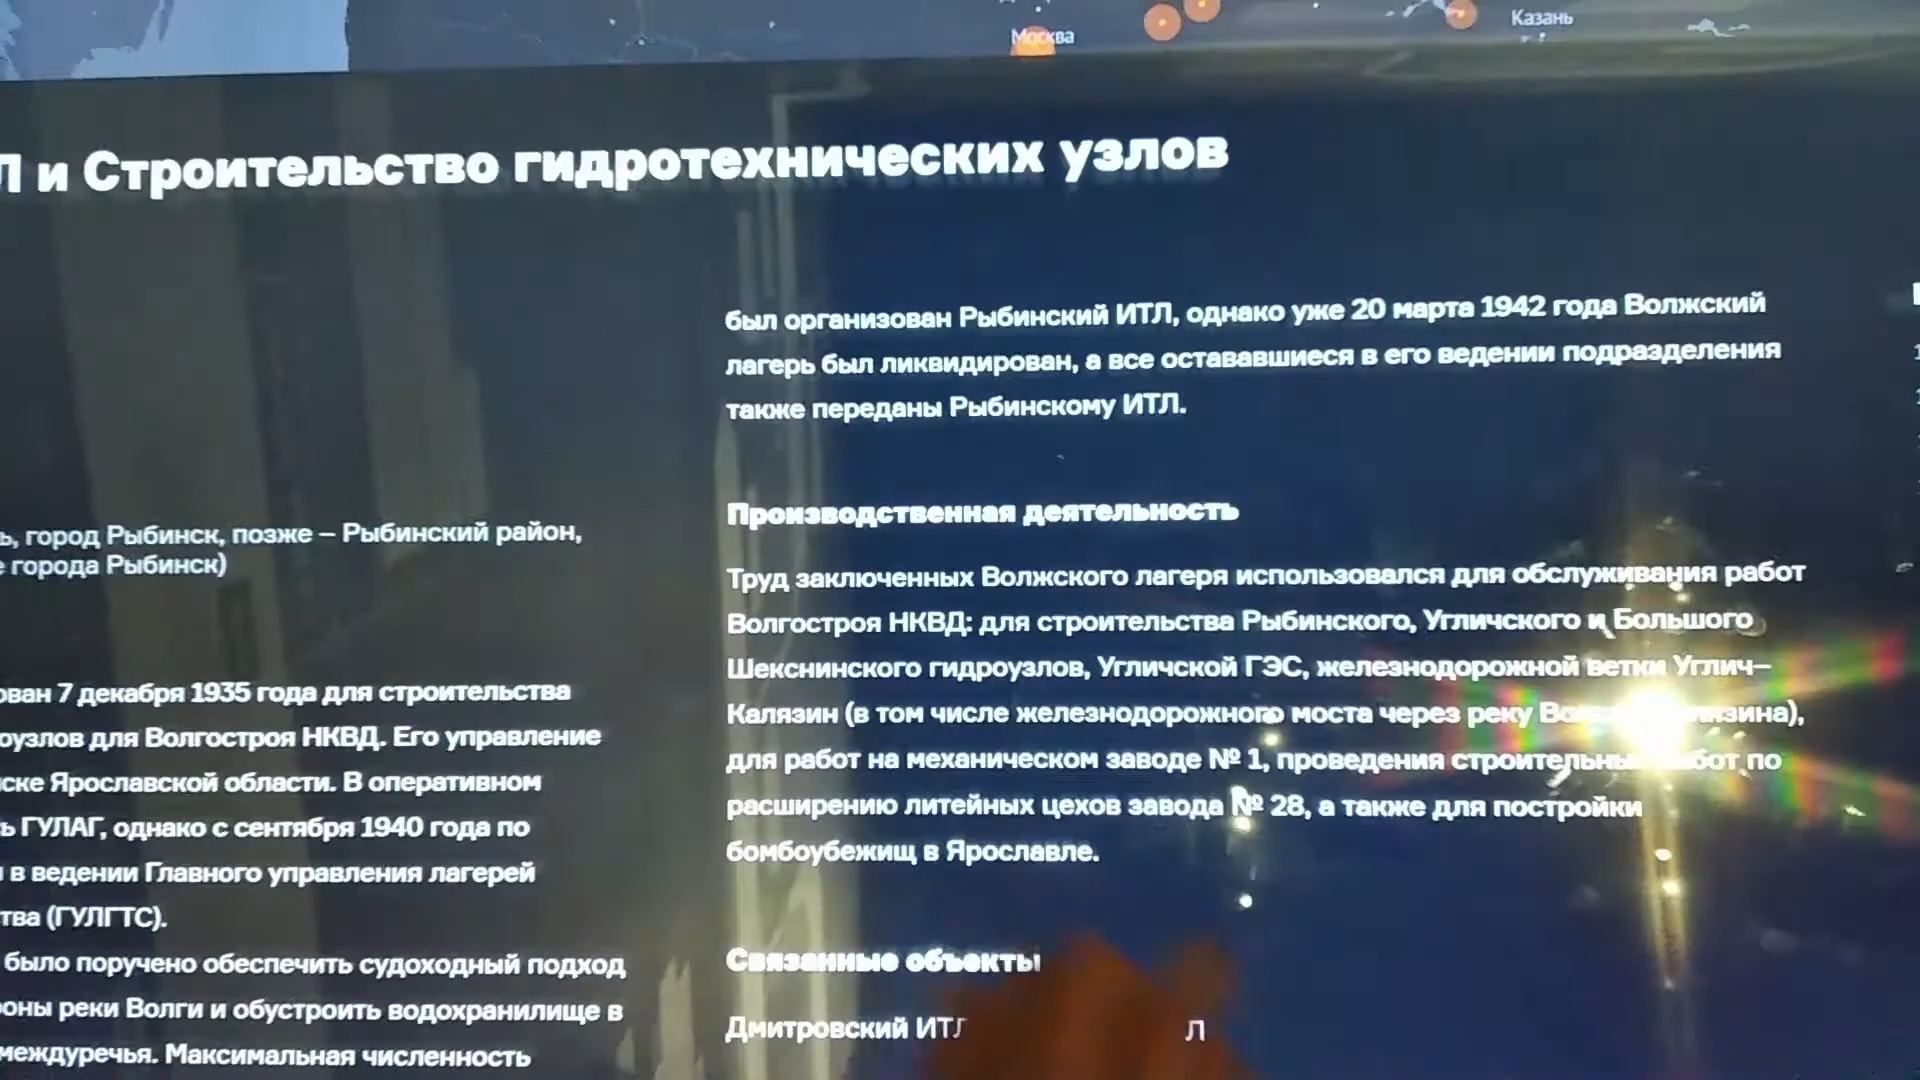 Москва
Казань
и Строительство гидротехнических узлов
город Рыбинск, позже – Рыбинский район,
города Рыбинск)
7 декабря 1935 года для строительства
для Волгостроя НКВД. Его управление
Ярославской области. В оперативном
ГУЛАГ, однако с сентября 1940 года по
в ведении Главного управления лагерей
(ГУЛГТС).
было поручено обеспечить судоходный подход
реки Волги и обустроить водохранилище в
междуречья. Максимальная численность
был организован Рыбинский ИТЛ, однако уже 20 марта 1942 года Волжский
лагерь был ликвидирован, а все остававшиеся в его ведении подразделения
также переданы Рыбинскому ИТЛ.
Производственная деятельность
Труд заключенных Волжского лагеря использовался для обслуживания работ
Волгостроя НКВД: для строительства Рыбинского, Угличского и Большого
Шекснинского гидроузлов, Угличской ГЭС, железнодорожной ветки Углич–
Калязин (в том числе железнодорожного моста через реку
для работ на механическом заводе № 1, проведения по
расширению литейных цехов завода № 28, а также для постройки
бомбоубежищ в Ярославле.
Связанные объекты
Дмитровский ИТЛ